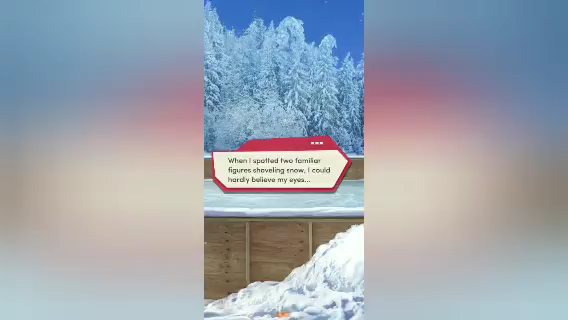 When I spotted two familiar
figures shoveling snow, I could
hardly believe my eyes...